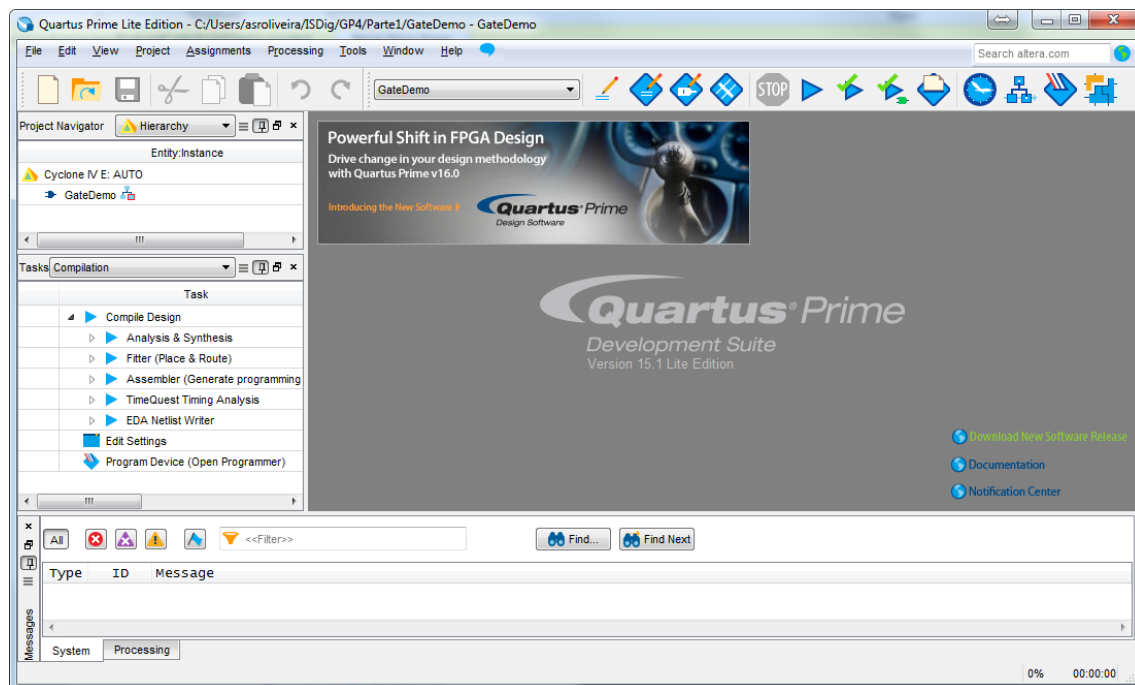 Quartus Prime Lite Edition - C:/Users/asroliveira/ISDig/GP4/Parte1/GateDemo - GateDemo
File Edit View Project Assignments Processing Tools Window Help
Search altera.com
GateDemo
STOP
Project Navigator
Hierarchy
Entity:Instance
Cyclone IV E: AUTO
GateDemo
Tasks
Compilation
Task
Compile Design
Analysis & Synthesis
Fitter (Place & Route)
Assembler (Generate programming
TimeQuest Timing Analysis
EDA Netlist Writer
Edit Settings
Program Device (Open Programmer)
Powerful Shift in FPGA Design
Drive change in your design methodology
with Quartus Prime v16.0
Introducing the New Software
Quartus® Prime
Design Software
Quartus® Prime
Development Suite
Version 15.1 Lite Edition
Download New Software Release
Documentation
Notification Center
All
<<Filter>>
Find...
Find Next
Type ID Message
Messages
System
Processing
0% 00:00:00